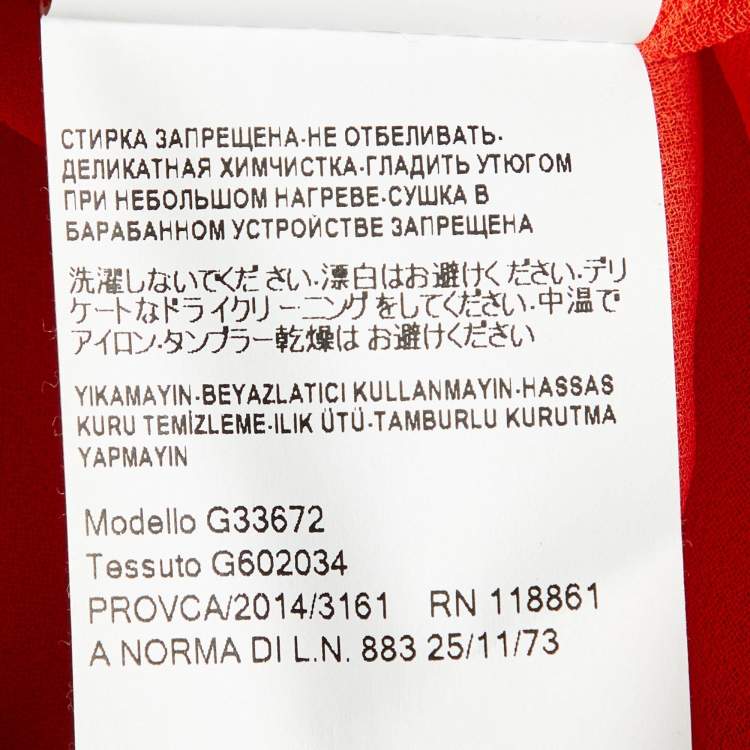 СТИРКА ЗАПРЕЩЕНА-НЕ ОТБЕЛИВАТЬ-
ДЕЛИКАТНАЯ ХИМЧИСТКА-ГЛАДИТЬ УТЮГОМ
ПРИ НЕБОЛЬШОМ НАГРЕВЕ-СУШКА В
БАРАБАННОМ УСТРОЙСТВЕ ЗАПРЕЩЕНА
洗濯しないでください-漂白はお避けください-デリ
ケートなドライクリーニングをしてください-中温で
アイロン-タンブラー乾燥はお避けください
YIKAMAYIN-BEYAZLATICI KULLANMAYIN-HASSAS
KURU TEMİZLEME-ILIK ÜTÜ-TAMBURLU KURUTMA
YAPMAYIN
Modello G33672
Tessuto G602034
PROVCA/2014/3161 RN 118861
A NORMA DI L.N. 883 25/11/73